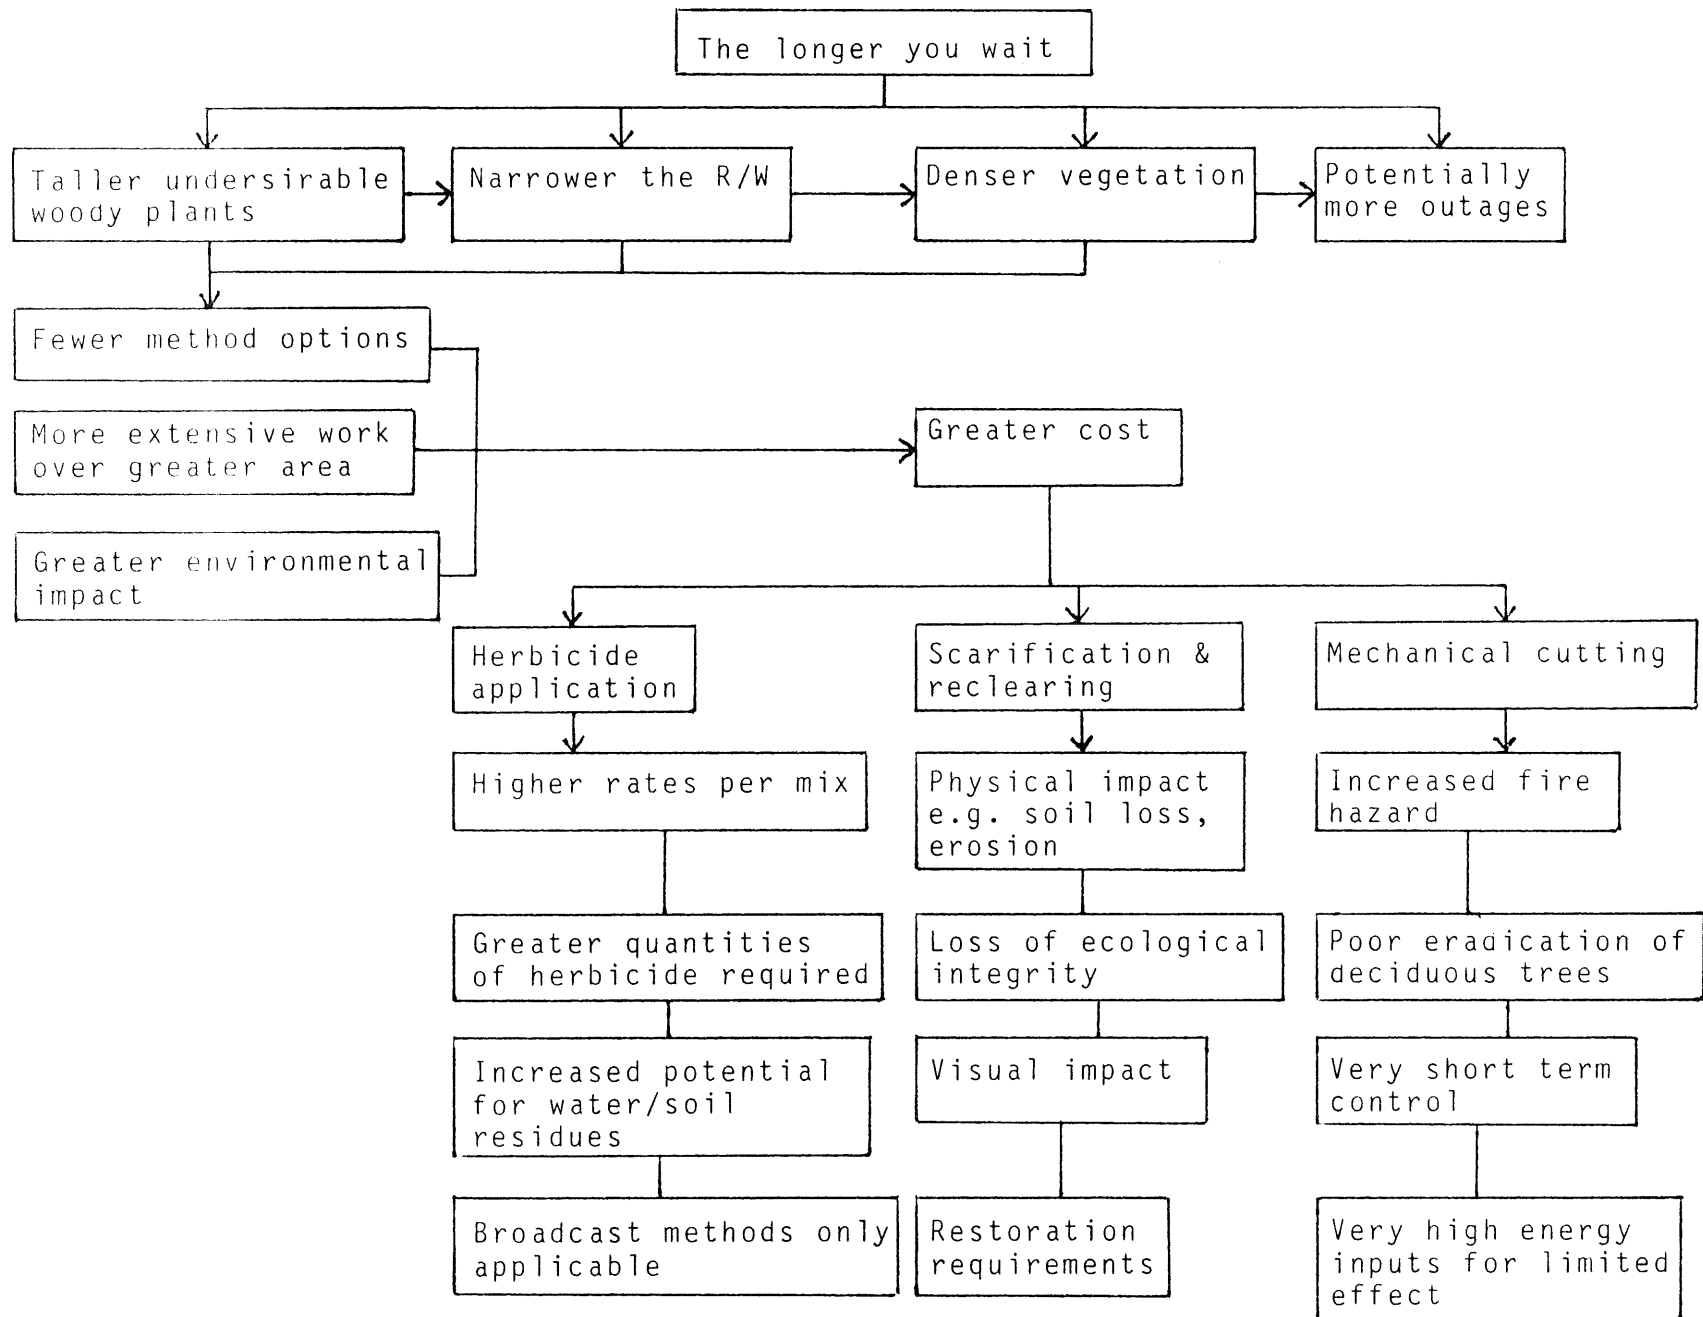 The longer you wait
Taller undersirable
woody plants
Narrower the R/W
Denser vegetation
Potentially
more outages
Fewer method options
More extensive work
over greater area
Greater cost
Greater environmental
impact
Herbicide
application
Scarification &
reclearing
Mechanical cutting
Higher rates per mix
Physical impact
e.g. soil loss,
erosion
Increased fire
hazard
Greater quantities
of herbicide required
Loss of ecological
integrity
Poor eradication of
deciduous trees
Increased potential
for water/soil
residues
Visual impact
Very short term
control
Broadcast methods only
applicable
Restoration
requirements
Very high energy
inputs for limited
effect